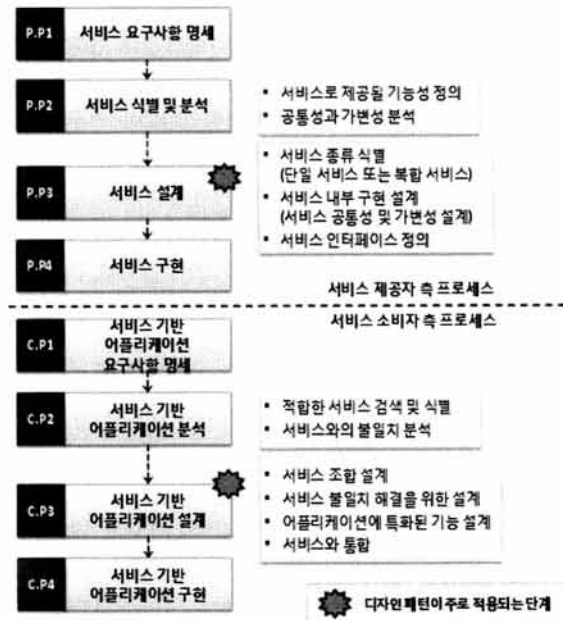 P.P1 서비스 요구사항 명세
P.P2 서비스 식별 및 분석
• 서비스로 제공될 기능성 정의
• 공통성과 가변성 분석
P.P3 서비스 설계
• 서비스 종류 식별
(단일 서비스 또는 복합 서비스)
• 서비스 내부 구현 설계
(서비스 공통성 및 가변성 설계)
• 서비스 인터페이스 정의
P.P4 서비스 구현
서비스 제공자 측 프로세스
서비스 소비자 측 프로세스
C.P1 서비스 기반
어플리케이션
요구사항 명세
C.P2 서비스 기반
어플리케이션 분석
• 적합한 서비스 검색 및 식별
• 서비스와의 불일치 분석
C.P3 서비스 기반
어플리케이션 설계
• 서비스 조합 설계
• 서비스 불일치 해결을 위한 설계
• 어플리케이션에 특화된 기능 설계
• 서비스와 통합
C.P4 서비스 기반
어플리케이션 구현
디자인 패턴이 주로 적용되는 단계